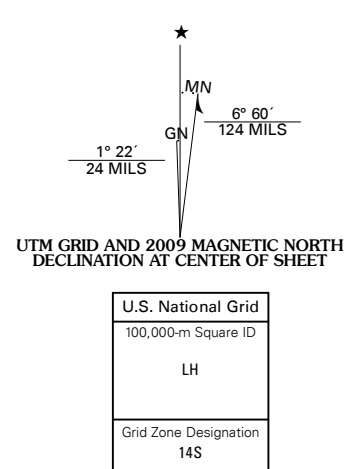 ★
MN
GN
6° 60´
124 MILS
1° 22´
24 MILS
UTM GRID AND 2009 MAGNETIC NORTH
DECLINATION AT CENTER OF SHEET
U.S. National Grid
100,000-m Square ID
LH
Grid Zone Designation
14S